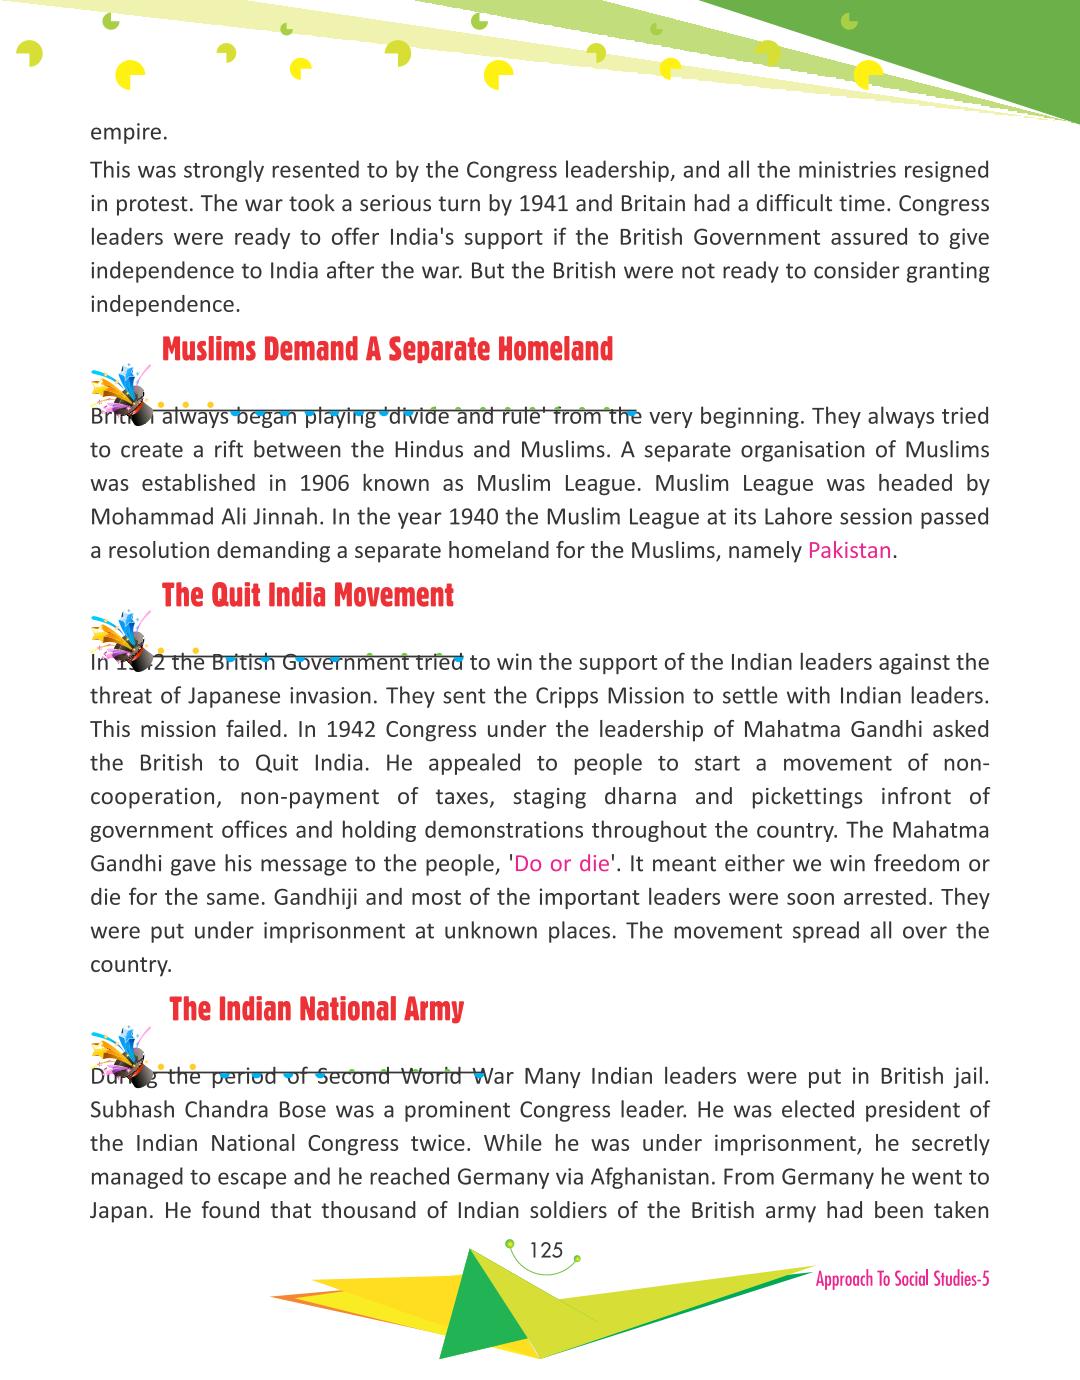 empire.
This was strongly resented to by the Congress leadership, and all the ministries resigned
in protest. The war took a serious turn by 1941 and Britain had a difficult time. Congress
leaders were ready to offer India's support if the British Government assured to give
independence to India after the war. But the British were not ready to consider granting
independence.
Muslims Demand A Separate Homeland
British always began playing 'divide and rule' from the very beginning. They always tried
to create a rift between the Hindus and Muslims. A separate organisation of Muslims
was established in 1906 known as Muslim League. Muslim League was headed by
Mohammad Ali Jinnah. In the year 1940 the Muslim League at its Lahore session passed
a resolution demanding a separate homeland for the Muslims, namely Pakistan.
The Quit India Movement
In 1942 the British Government tried to win the support of the Indian leaders against the
threat of Japanese invasion. They sent the Cripps Mission to settle with Indian leaders.
This mission failed. In 1942 Congress under the leadership of Mahatma Gandhi asked
the British to Quit India. He appealed to people to start a movement of non-
cooperation, non-payment of taxes, staging dharna and pickettings infront of
government offices and holding demonstrations throughout the country. The Mahatma
Gandhi gave his message to the people, 'Do or die'. It meant either we win freedom or
die for the same. Gandhiji and most of the important leaders were soon arrested. They
were put under imprisonment at unknown places. The movement spread all over the
country.
The Indian National Army
During the period of Second World War Many Indian leaders were put in British jail.
Subhash Chandra Bose was a prominent Congress leader. He was elected president of
the Indian National Congress twice. While he was under imprisonment, he secretly
managed to escape and he reached Germany via Afghanistan. From Germany he went to
Japan. He found that thousand of Indian soldiers of the British army had been taken
125
Approach To Social Studies-5